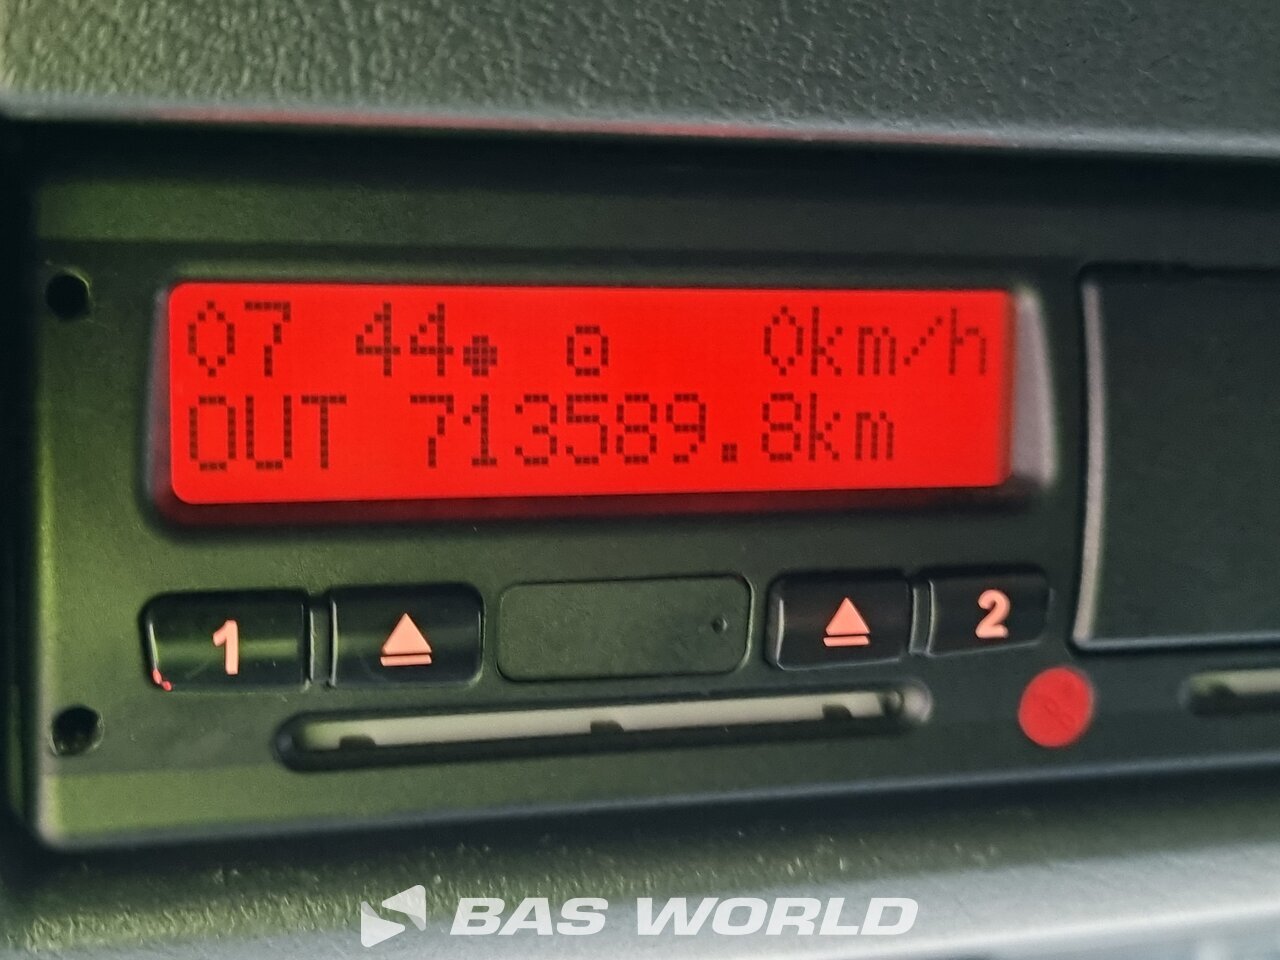 07 44● ⊡ 0km/h
OUT 713589.8km
1 ⏏ ⏏ 2
BAS WORLD